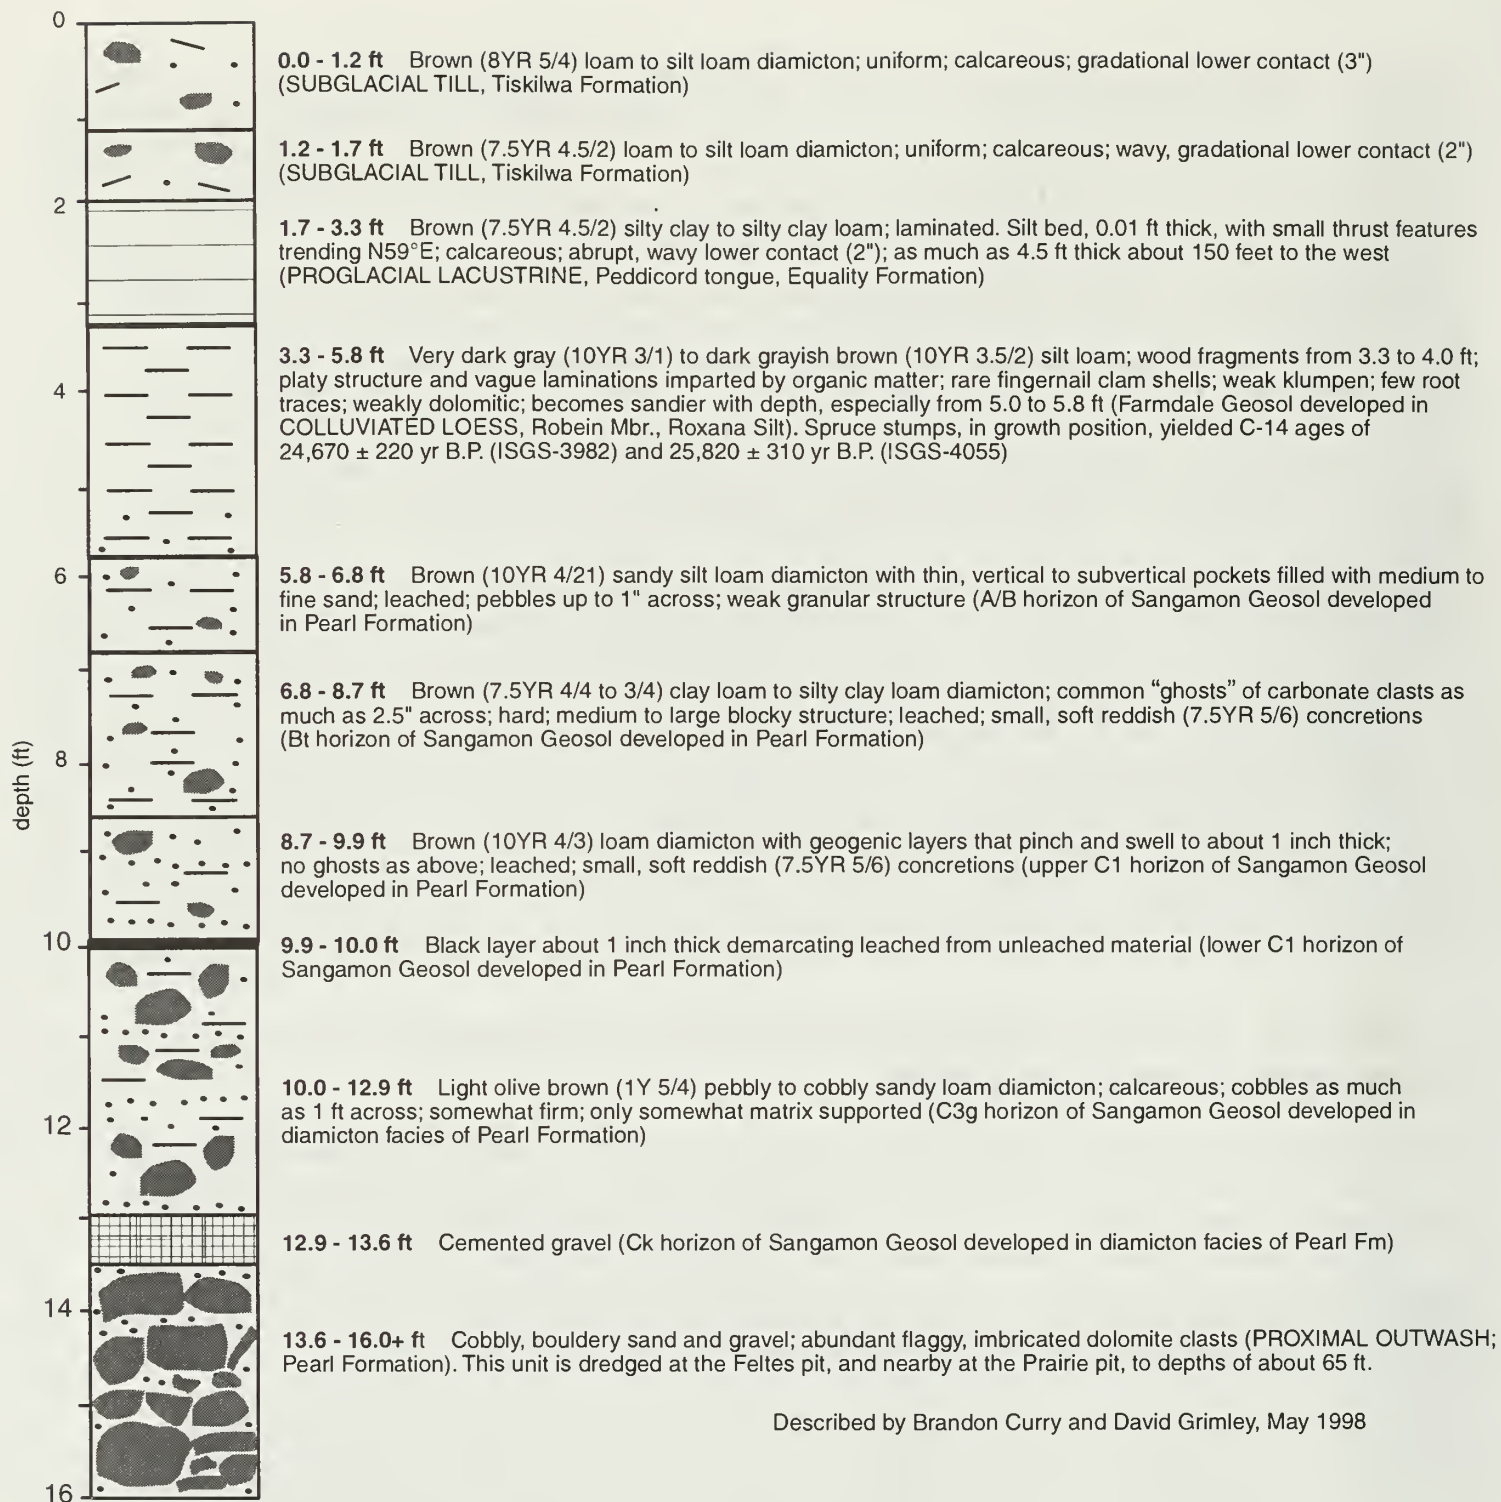 0
0.0 - 1.2 ft Brown (8YR 5/4) loam to silt loam diamicton; uniform; calcareous; gradational lower contact (3")
(SUBGLACIAL TILL, Tiskilwa Formation)
1.2 - 1.7 ft Brown (7.5YR 4.5/2) loam to silt loam diamicton; uniform; calcareous; wavy, gradational lower contact (2")
(SUBGLACIAL TILL, Tiskilwa Formation)
2
1.7 - 3.3 ft Brown (7.5YR 4.5/2) silty clay to silty clay loam; laminated. Silt bed, 0.01 ft thick, with small thrust features
trending N59°E; calcareous; abrupt, wavy lower contact (2"); as much as 4.5 ft thick about 150 feet to the west
(PROGLACIAL LACUSTRINE, Peddicord tongue, Equality Formation)
3.3 - 5.8 ft Very dark gray (10YR 3/1) to dark grayish brown (10YR 3.5/2) silt loam; wood fragments from 3.3 to 4.0 ft;
platy structure and vague laminations imparted by organic matter; rare fingernail clam shells; weak klumpen; few root
4
traces; weakly dolomitic; becomes sandier with depth, especially from 5.0 to 5.8 ft (Farmdale Geosol developed in
COLLUVIATED LOESS, Robein Mbr., Roxana Silt). Spruce stumps, in growth position, yielded C-14 ages of
24,670 ± 220 yr B.P. (ISGS-3982) and 25,820 ± 310 yr B.P. (ISGS-4055)
6
5.8 - 6.8 ft Brown (10YR 4/21) sandy silt loam diamicton with thin, vertical to subvertical pockets filled with medium to
fine sand; leached; pebbles up to 1" across; weak granular structure (A/B horizon of Sangamon Geosol developed
in Pearl Formation)
6.8 - 8.7 ft Brown (7.5YR 4/4 to 3/4) clay loam to silty clay loam diamicton; common “ghosts” of carbonate clasts as
much as 2.5" across; hard; medium to large blocky structure; leached; small, soft reddish (7.5YR 5/6) concretions
(Bt horizon of Sangamon Geosol developed in Pearl Formation)
8
depth (ft)
8.7 - 9.9 ft Brown (10YR 4/3) loam diamicton with geogenic layers that pinch and swell to about 1 inch thick;
no ghosts as above; leached; small, soft reddish (7.5YR 5/6) concretions (upper C1 horizon of Sangamon Geosol
developed in Pearl Formation)
10
9.9 - 10.0 ft Black layer about 1 inch thick demarcating leached from unleached material (lower C1 horizon of
Sangamon Geosol developed in Pearl Formation)
10.0 - 12.9 ft Light olive brown (1Y 5/4) pebbly to cobbly sandy loam diamicton; calcareous; cobbles as much
as 1 ft across; somewhat firm; only somewhat matrix supported (C3g horizon of Sangamon Geosol developed in
12
diamicton facies of Pearl Formation)
12.9 - 13.6 ft Cemented gravel (Ck horizon of Sangamon Geosol developed in diamicton facies of Pearl Fm)
14
13.6 - 16.0+ ft Cobbly, bouldery sand and gravel; abundant flaggy, imbricated dolomite clasts (PROXIMAL OUTWASH;
Pearl Formation). This unit is dredged at the Feltes pit, and nearby at the Prairie pit, to depths of about 65 ft.
Described by Brandon Curry and David Grimley, May 1998
16